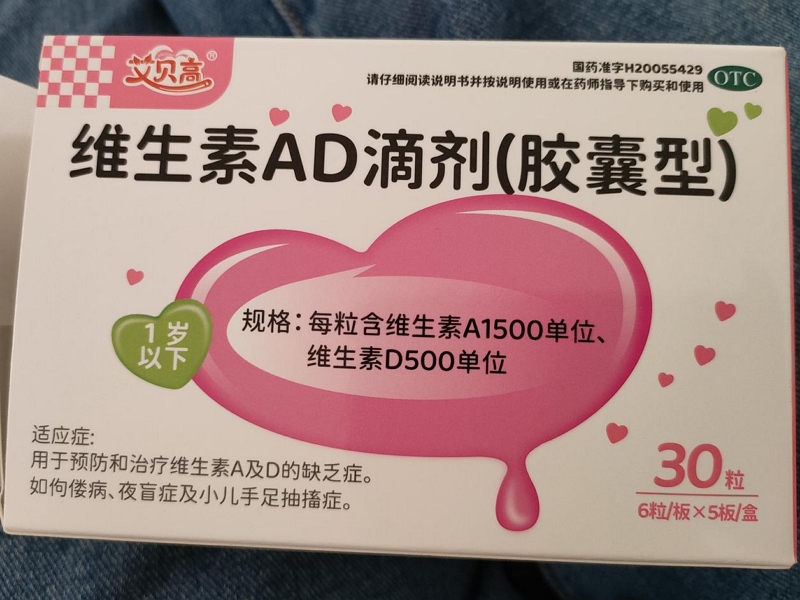 艾贝高®
国药准字H20055429
请仔细阅读说明书并按说明使用或在药师指导下购买和使用
OTC
维生素AD滴剂(胶囊型)
1岁
以下
规格：每粒含维生素A1500单位、
维生素D500单位
适应症:
用于预防和治疗维生素A及D的缺乏症。
如佝偻病、夜盲症及小儿手足抽搐症。
30粒
6粒/板×5板/盒